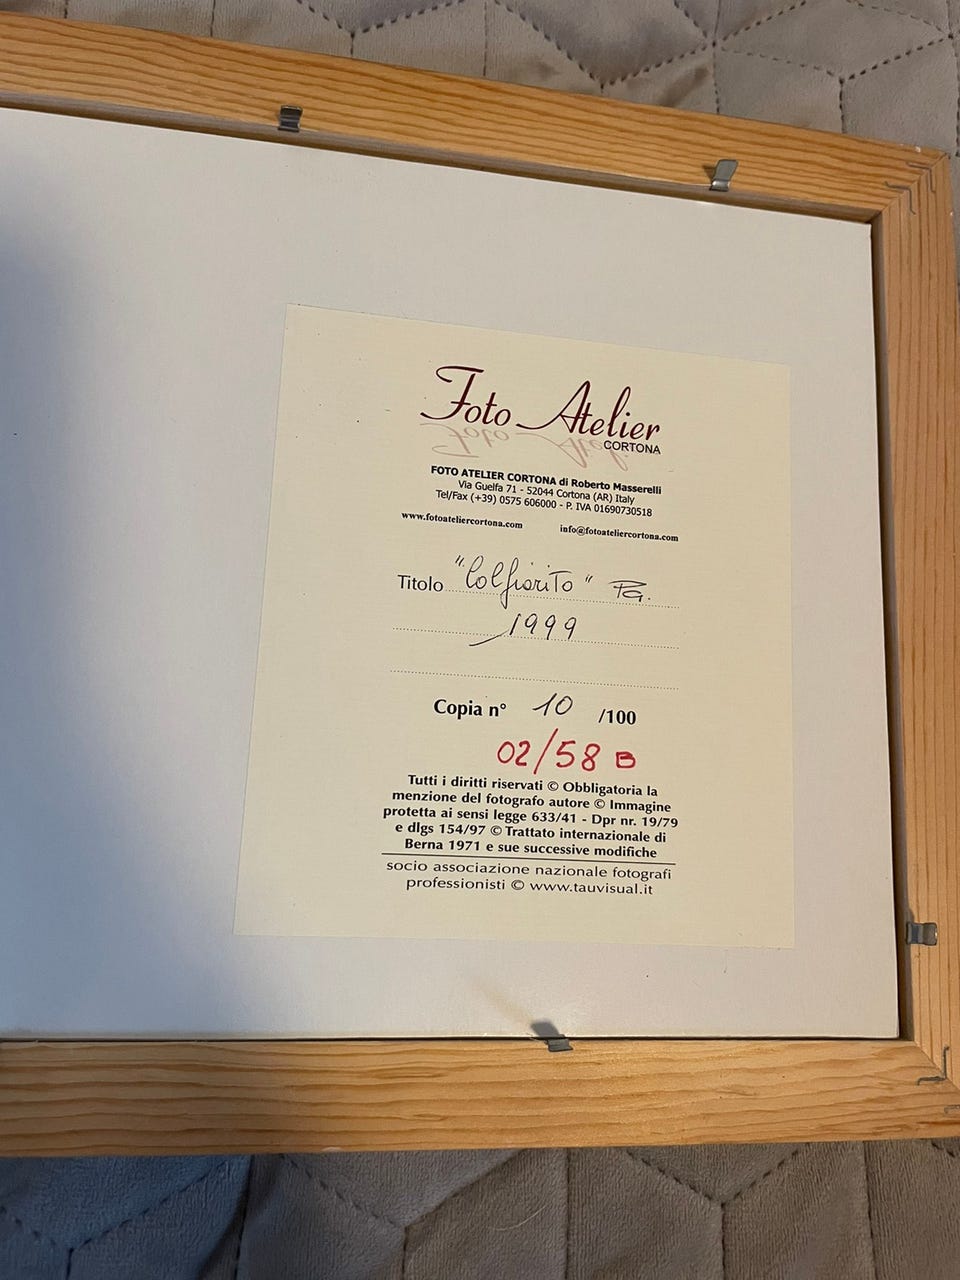 Foto Atelier
CORTONA
FOTO ATELIER CORTONA di Roberto Masserelli
Via Guelfa 71 - 52044 Cortona (AR) Italy
Tel/Fax (+39) 0575 606000 - P. IVA 01690730518
www.fotoateliercortona.com info@fotoateliercortona.com
Titolo "Colfiorito" PG.
1999
Copia n° 10 /100
02/58 B
Tutti i diritti riservati © Obbligatoria la
menzione del fotografo autore © Immagine
protetta ai sensi legge 633/41 - Dpr nr. 19/79
e dlgs 154/97 © Trattato internazionale di
Berna 1971 e sue successive modifiche
socio associazione nazionale fotografi
professionisti © www.tauvisual.it